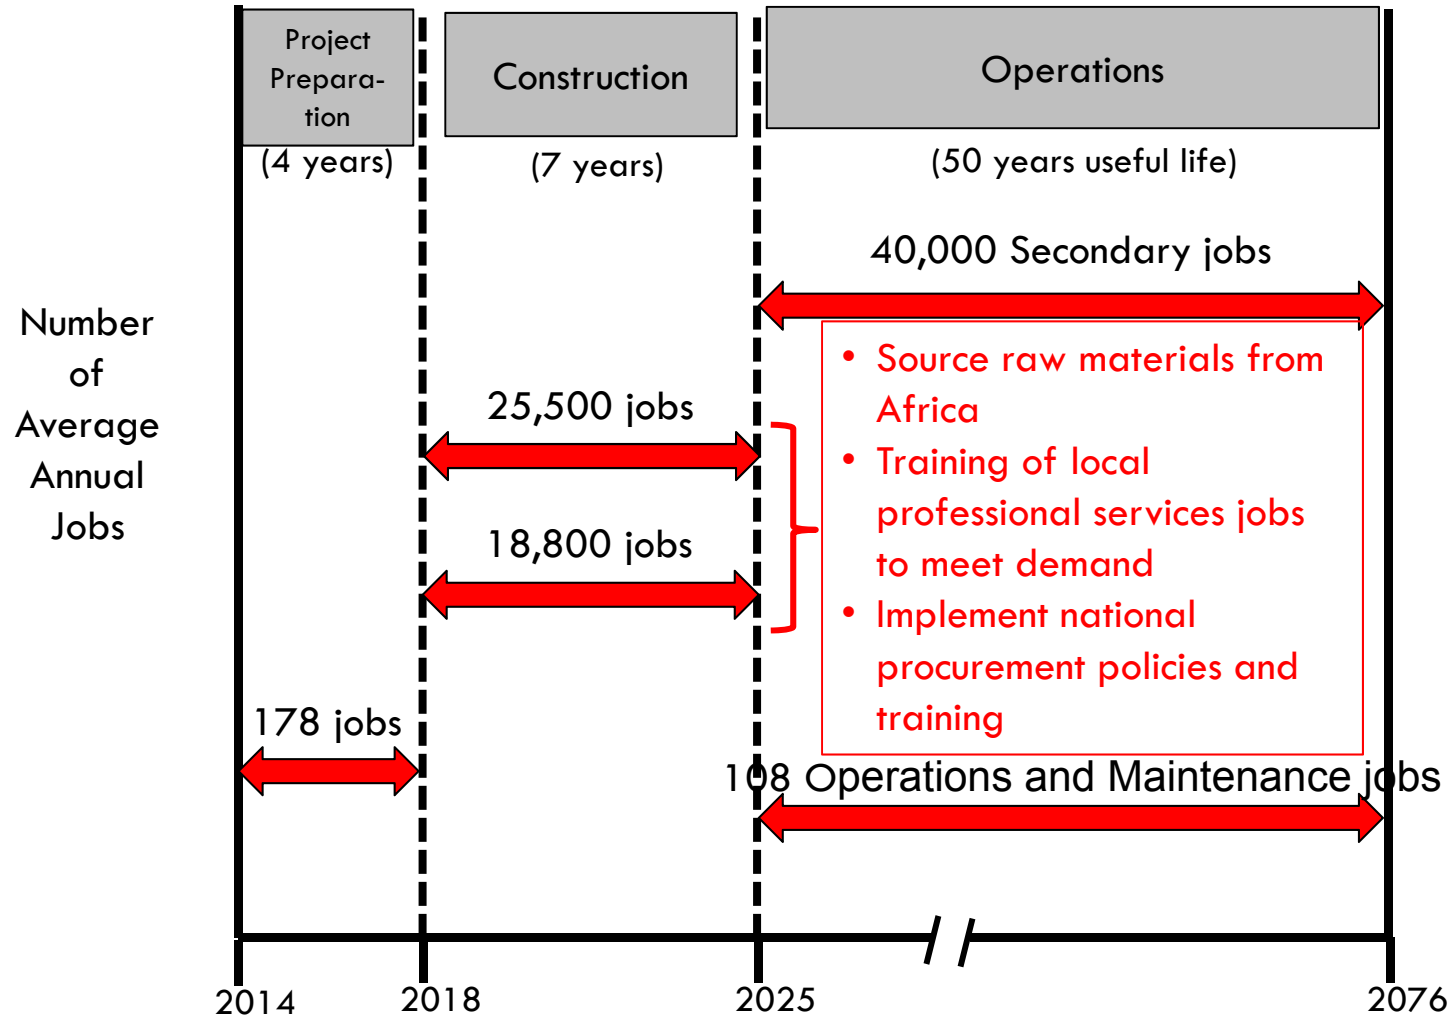 Project
Prepara-
tion
(4 years)
Construction
(7 years)
Operations
(50 years useful life)
Number
of
Average
Annual
Jobs
40,000 Secondary jobs
25,500 jobs
18,800 jobs
178 jobs
• Source raw materials from
Africa
• Training of local
professional services jobs
to meet demand
• Implement national
procurement policies and
training
108 Operations and Maintenance jobs
2014
2018
2025
2076